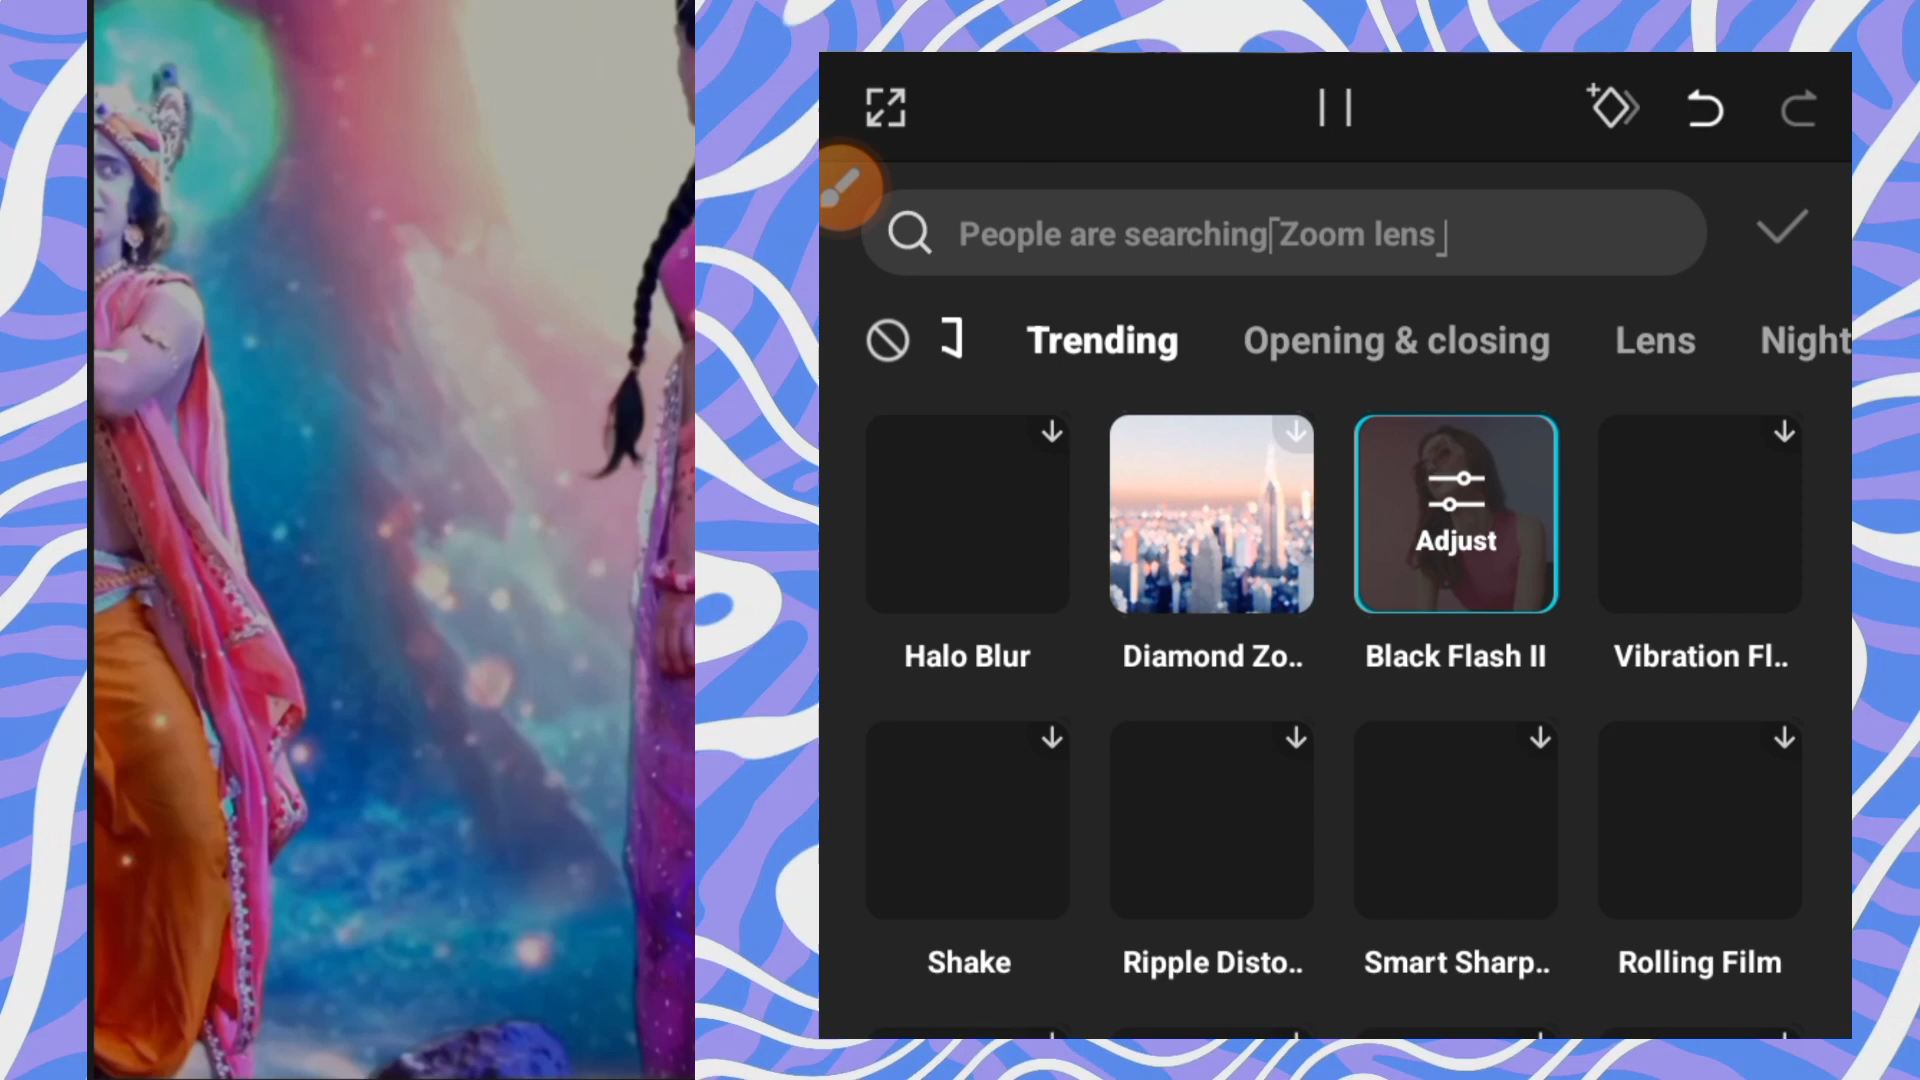 People are searching「Zoom lens」
Trending Opening & closing Lens Night
Adjust
Halo Blur Diamond Zo.. Black Flash II Vibration Fl..
Shake Ripple Disto.. Smart Sharp.. Rolling Film